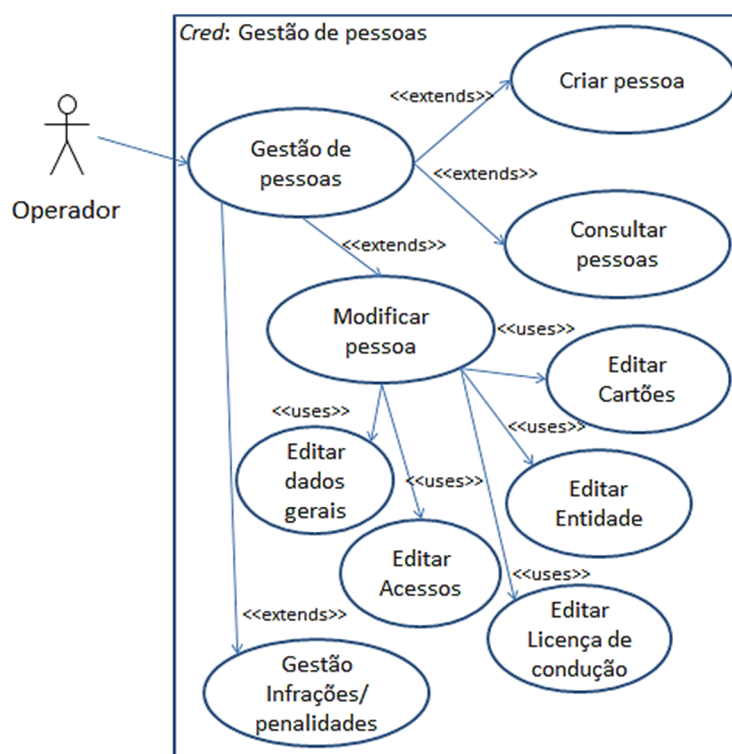 Cred: Gestão de pessoas
Criar pessoa
<<extends>>
Gestão de
pessoas
<<extends>>
Operador
Consultar
pessoas
<<extends>>
Modificar
pessoa
<<uses>>
Editar
Cartões
<<uses>>
<<uses>>
Editar
dados
gerais
<<uses>>
Editar
Entidade
Editar
Acessos
<<uses>>
Editar
Licença de
condução
<<extends>>
Gestão
Infrações/
penalidades